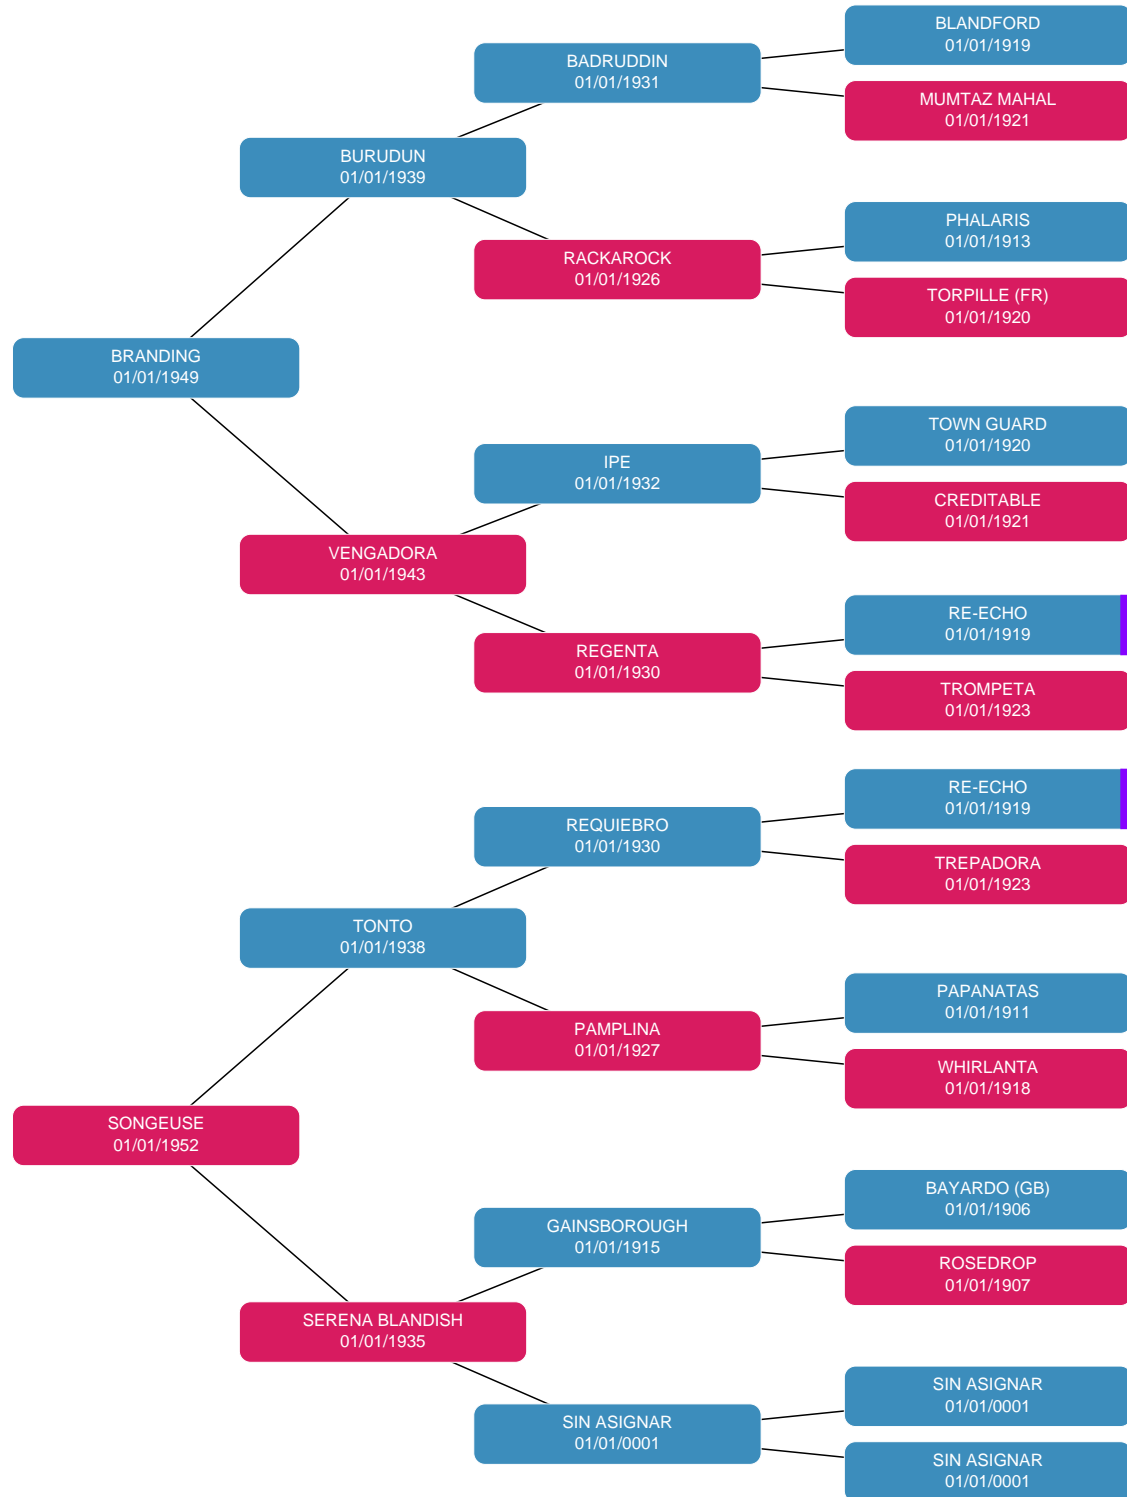 BLANDFORD
01/01/1919
BADRUDDIN
01/01/1931
MUMTAZ MAHAL
01/01/1921
BURUDUN
01/01/1939
PHALARIS
01/01/1913
RACKAROCK
01/01/1926
TORPILLE (FR)
01/01/1920
BRANDING
01/01/1949
TOWN GUARD
01/01/1920
IPE
01/01/1932
CREDITABLE
01/01/1921
VENGADORA
01/01/1943
RE-ECHO
01/01/1919
REGENTA
01/01/1930
TROMPETA
01/01/1923
RE-ECHO
01/01/1919
REQUIEBRO
01/01/1930
TREPADORA
01/01/1923
TONTO
01/01/1938
PAPANATAS
01/01/1911
PAMPLINA
01/01/1927
WHIRLANTA
01/01/1918
SONGEUSE
01/01/1952
BAYARDO (GB)
01/01/1906
GAINSBOROUGH
01/01/1915
ROSEDROP
01/01/1907
SERENA BLANDISH
01/01/1935
SIN ASIGNAR
01/01/0001
SIN ASIGNAR
01/01/0001
SIN ASIGNAR
01/01/0001